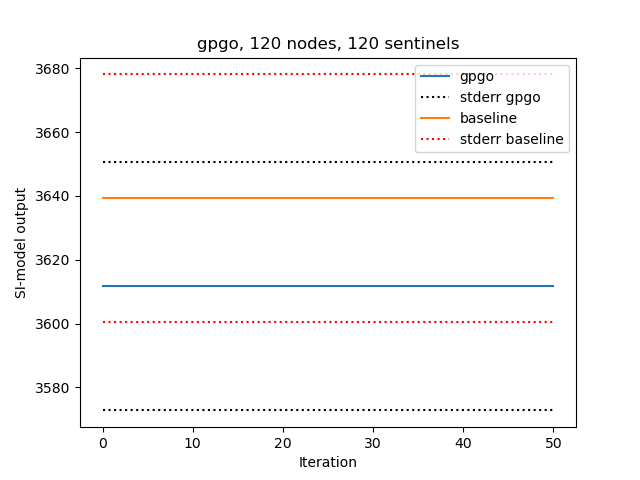 gpgo, 120 nodes, 120 sentinels
3680
3660
3640
3620
3600
3580
SI-model output
gpgo
stderr gpgo
baseline
stderr baseline
0 10 20 30 40 50
Iteration